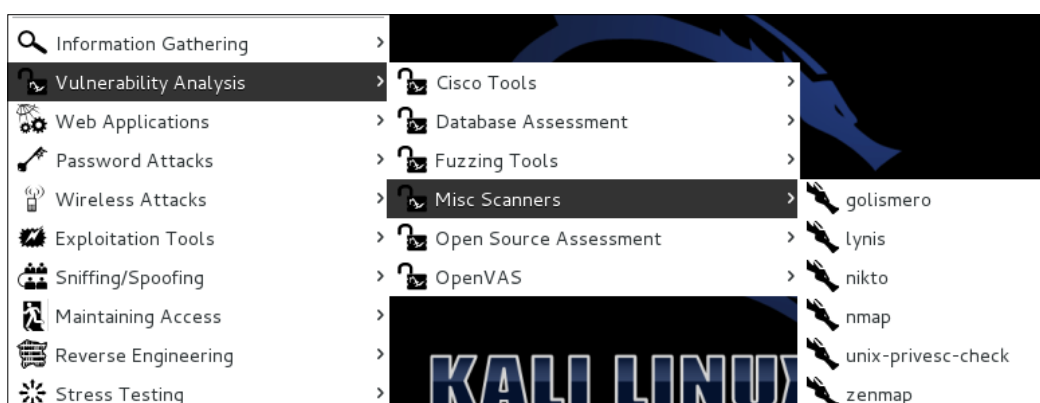 Information Gathering
Vulnerability Analysis
Web Applications
Password Attacks
Wireless Attacks
Exploitation Tools
Sniffing/Spoofing
Maintaining Access
Reverse Engineering
Stress Testing
Cisco Tools
Database Assessment
Fuzzing Tools
Misc Scanners
Open Source Assessment
OpenVAS
golismero
lynis
nikto
nmap
unix-privesc-check
zenmap
KALI LINUX